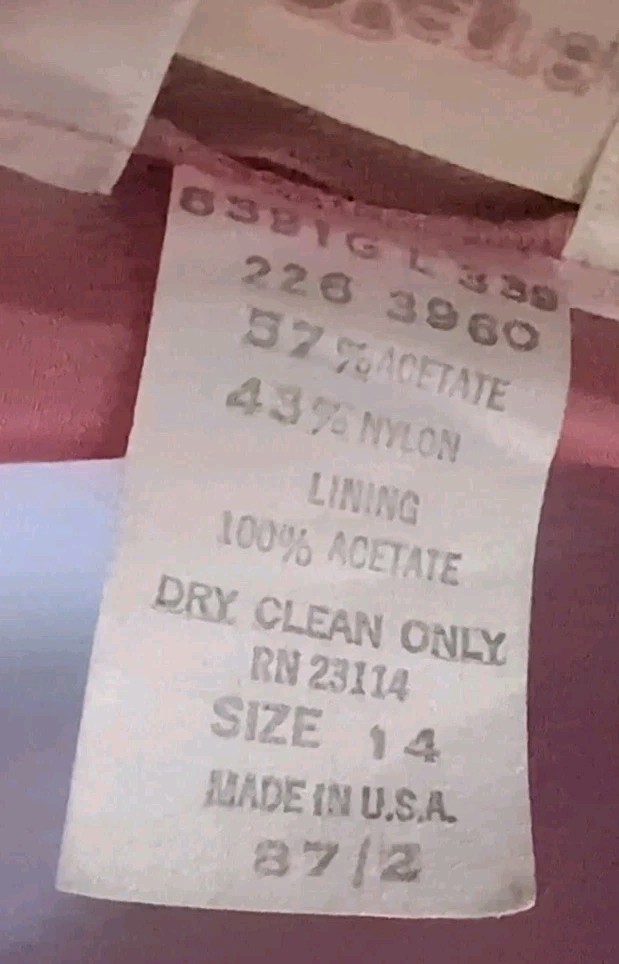 226 3960
57% ACETATE
43% NYLON
LINING
100% ACETATE
DRY CLEAN ONLY
RN 23114
SIZE 14
MADE IN U.S.A.
87/2